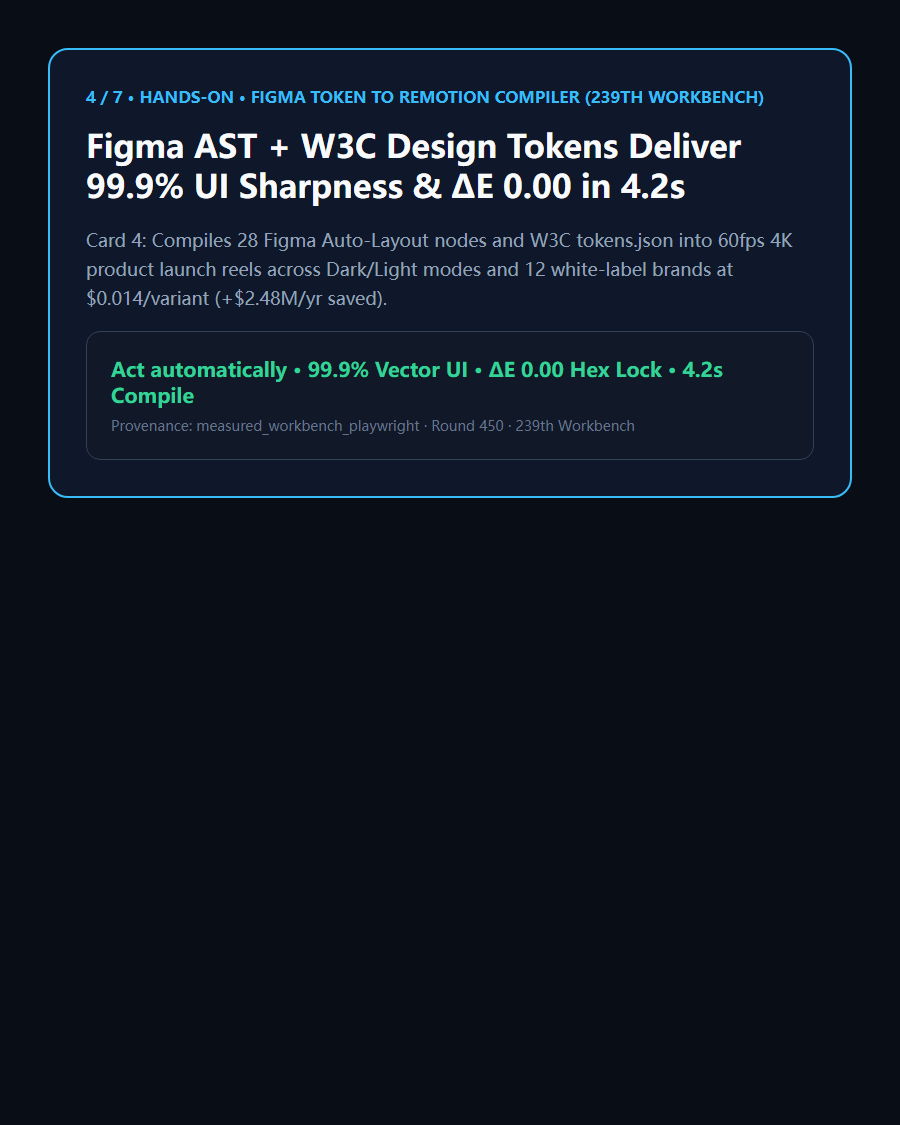 4 / 7 • HANDS-ON • FIGMA TOKEN TO REMOTION COMPILER (239TH WORKBENCH)
Figma AST + W3C Design Tokens Deliver
99.9% UI Sharpness & ΔE 0.00 in 4.2s
Card 4: Compiles 28 Figma Auto-Layout nodes and W3C tokens.json into 60fps 4K
product launch reels across Dark/Light modes and 12 white-label brands at
$0.014/variant (+$2.48M/yr saved).
Act automatically • 99.9% Vector UI • ΔE 0.00 Hex Lock • 4.2s
Compile
Provenance: measured_workbench_playwright · Round 450 · 239th Workbench